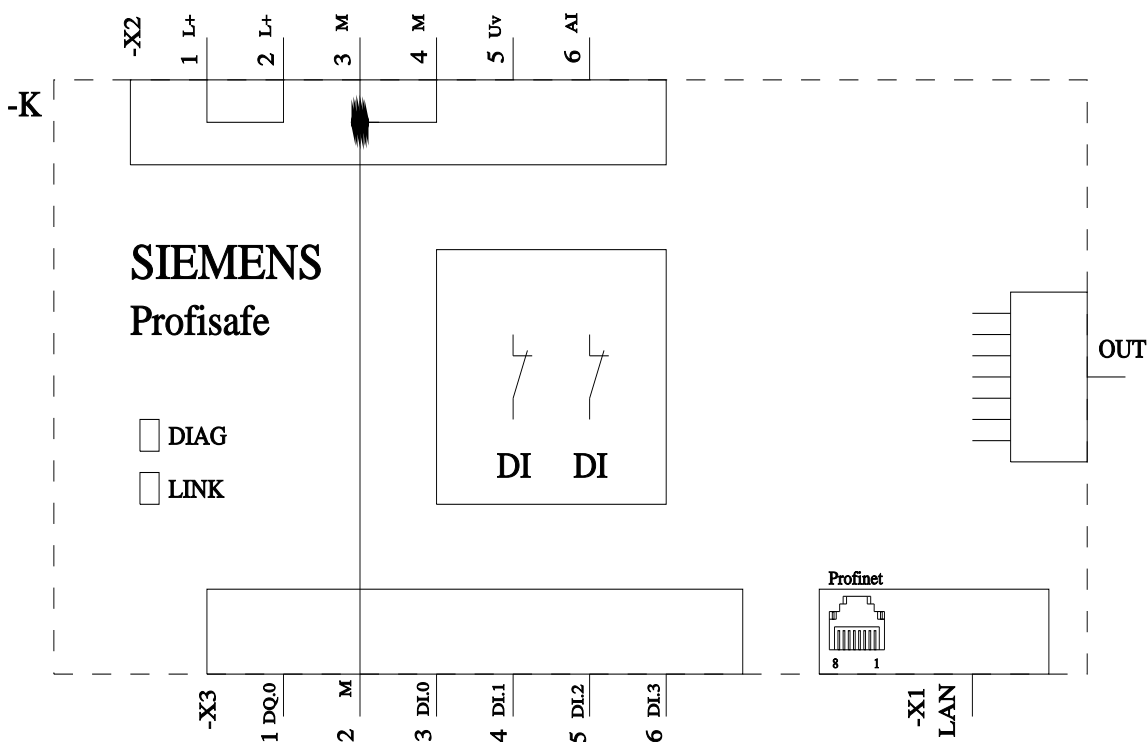 -X2
1 L+
2 L+
3 M
4 M
5 Uv
6 AI
-K
SIEMENS
Profisafe
DIAG
LINK
DI DI
OUT
Profinet
8 1
-X3
1 DQ.0
2 M
3 DI.0
4 DI.1
5 DI.2
6 DI.3
-X1
LAN